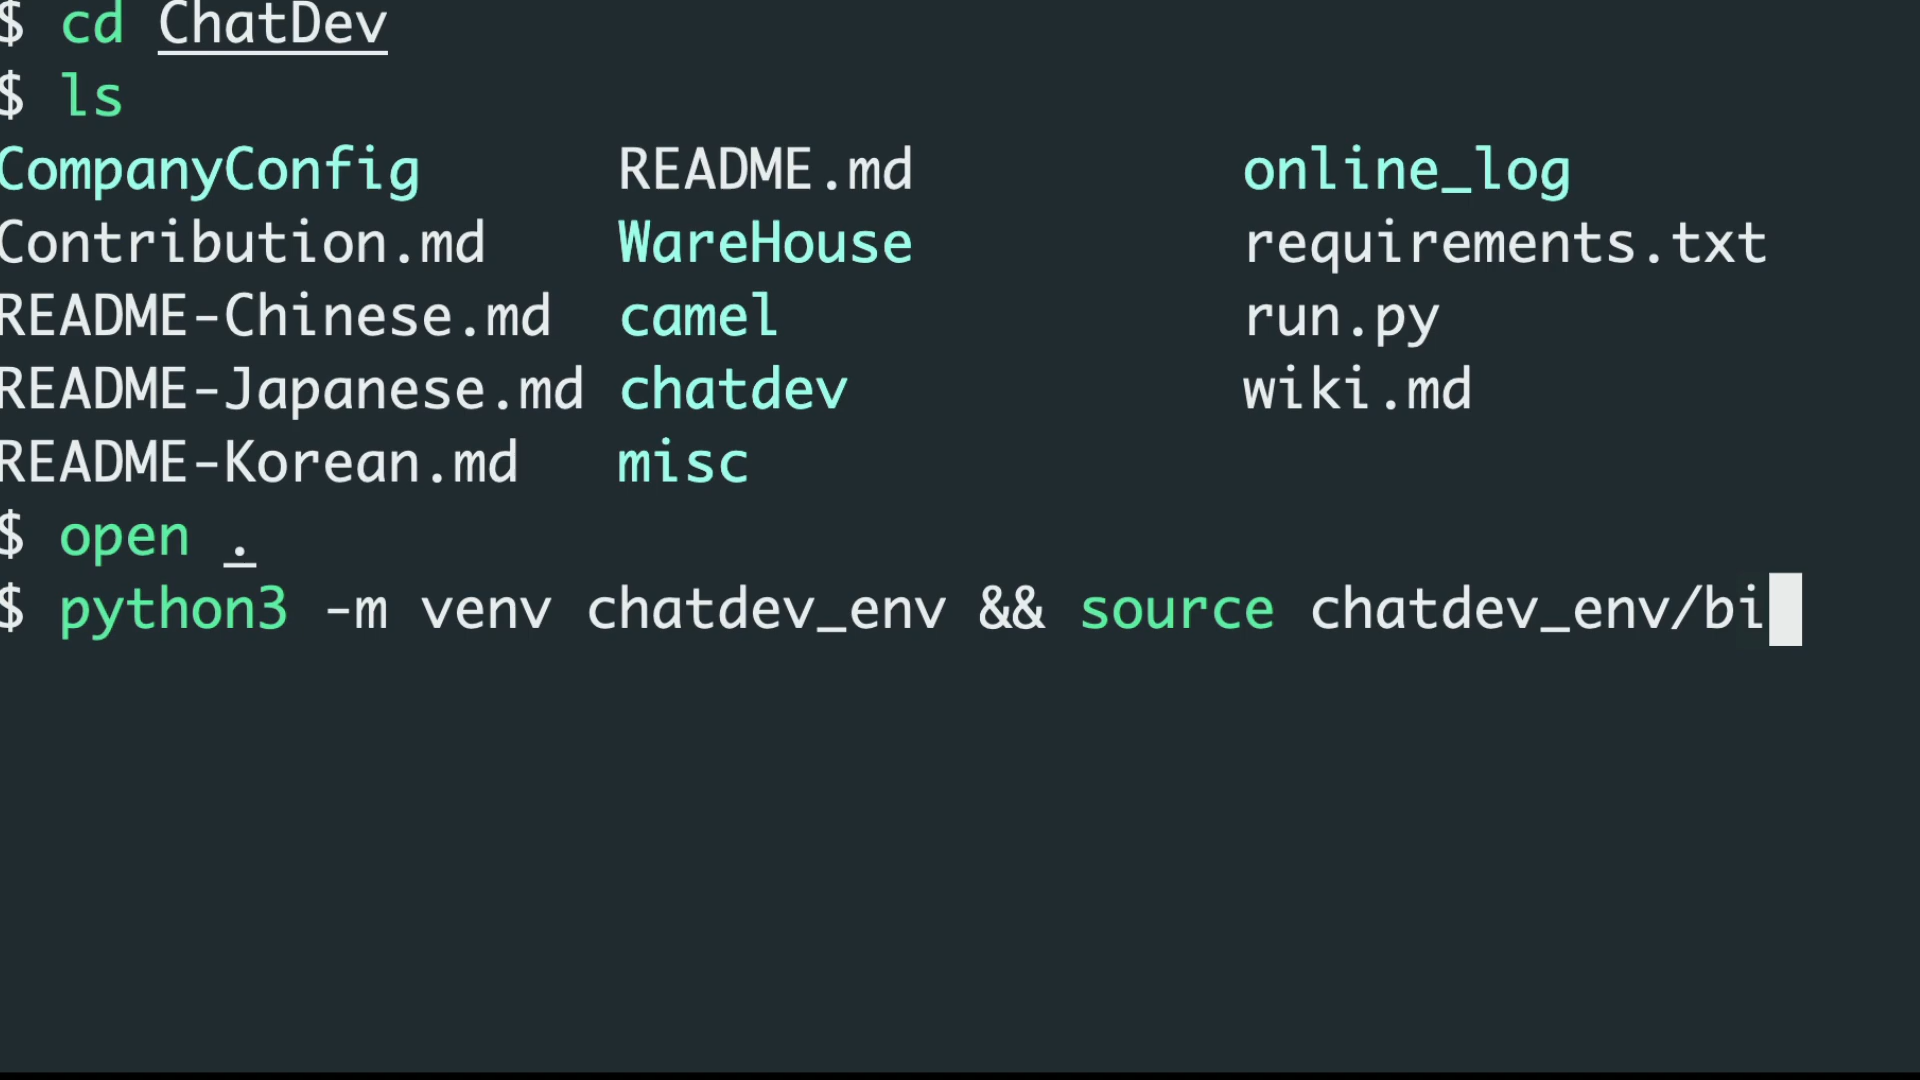 $ cd ChatDev
$ ls
CompanyConfig README.md online_log
Contribution.md WareHouse requirements.txt
README-Chinese.md camel run.py
README-Japanese.md chatdev wiki.md
README-Korean.md misc
$ open .
$ python3 -m venv chatdev_env && source chatdev_env/bi